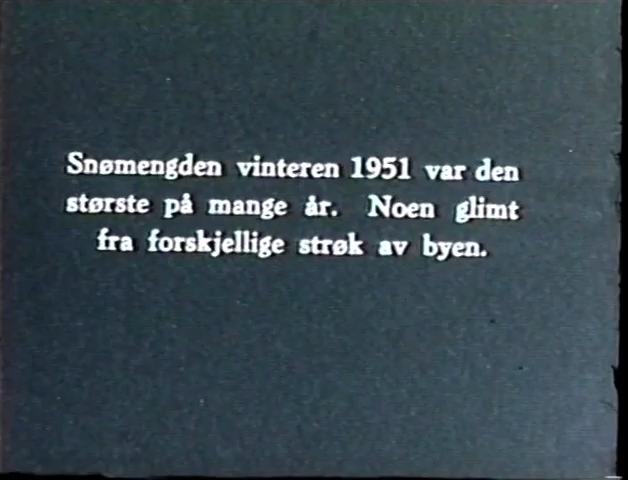 Snømengden vinteren 1951 var den
største på mange år. Noen glimt
fra forskjellige strøk av byen.